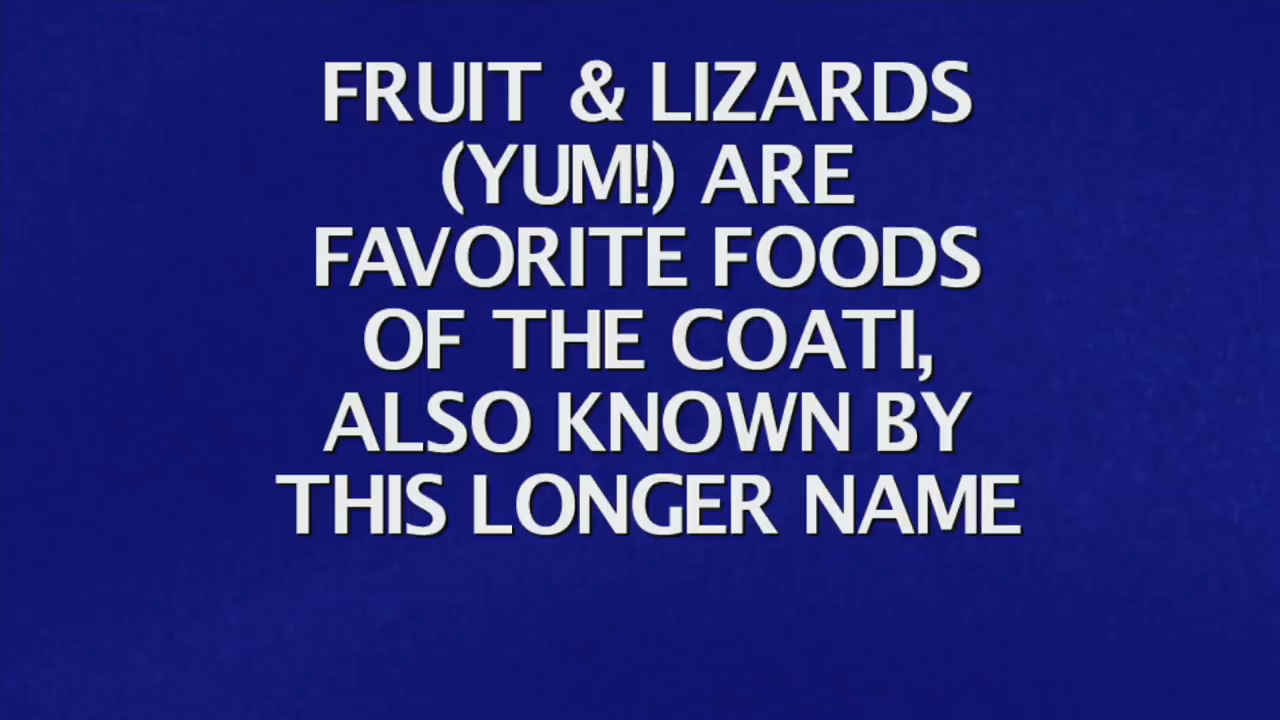 FRUIT & LIZARDS
(YUM!) ARE
FAVORITE FOODS
OF THE COATI,
ALSO KNOWN BY
THIS LONGER NAME